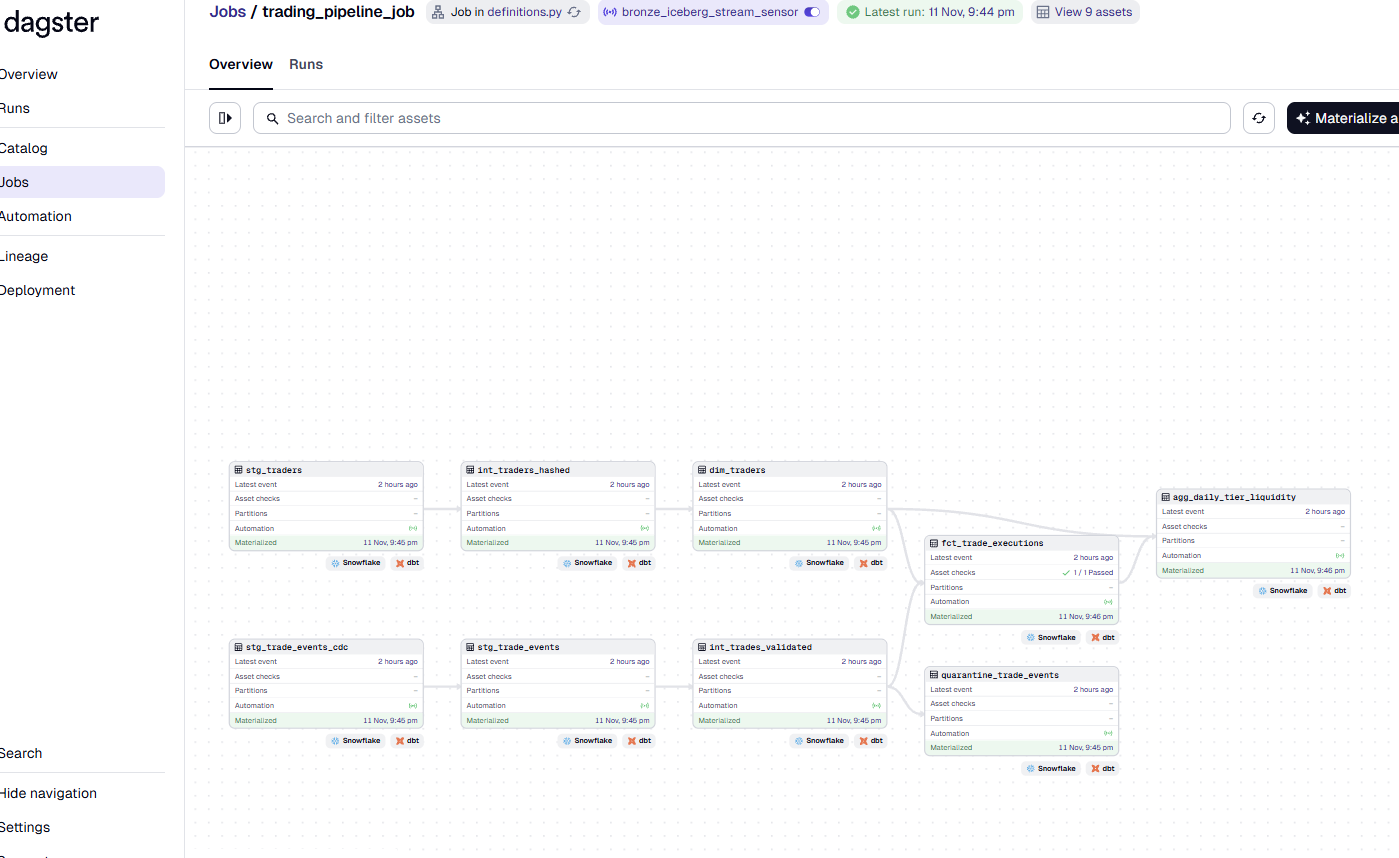 dagster
Overview
Runs
Catalog
Jobs
Automation
Lineage
Deployment
Search
Hide navigation
Settings
Jobs / trading_pipeline_job
Job in definitions.py
bronze_iceberg_stream_sensor
Latest run: 11 Nov, 9:44 pm
View 9 assets
Overview
Runs
Search and filter assets
Materialize a
stg_traders
Latest event 2 hours ago
Asset checks –
Partitions –
Automation
Materialized 11 Nov, 9:45 pm
Snowflake dbt
int_traders_hashed
Latest event 2 hours ago
Asset checks –
Partitions –
Automation
Materialized 11 Nov, 9:45 pm
Snowflake dbt
dim_traders
Latest event 2 hours ago
Asset checks –
Partitions –
Automation
Materialized 11 Nov, 9:45 pm
Snowflake dbt
agg_daily_tier_liquidity
Latest event 2 hours ago
Asset checks –
Partitions –
Automation
Materialized 11 Nov, 9:46 pm
Snowflake dbt
fct_trade_executions
Latest event 2 hours ago
Asset checks 1 / 1 Passed
Partitions –
Automation
Materialized 11 Nov, 9:46 pm
Snowflake dbt
stg_trade_events_cdc
Latest event 2 hours ago
Asset checks –
Partitions –
Automation
Materialized 11 Nov, 9:45 pm
Snowflake dbt
stg_trade_events
Latest event 2 hours ago
Asset checks –
Partitions –
Automation
Materialized 11 Nov, 9:45 pm
Snowflake dbt
int_trades_validated
Latest event 2 hours ago
Asset checks –
Partitions –
Automation
Materialized 11 Nov, 9:45 pm
Snowflake dbt
quarantine_trade_events
Latest event 2 hours ago
Asset checks –
Partitions –
Automation
Materialized 11 Nov, 9:45 pm
Snowflake dbt